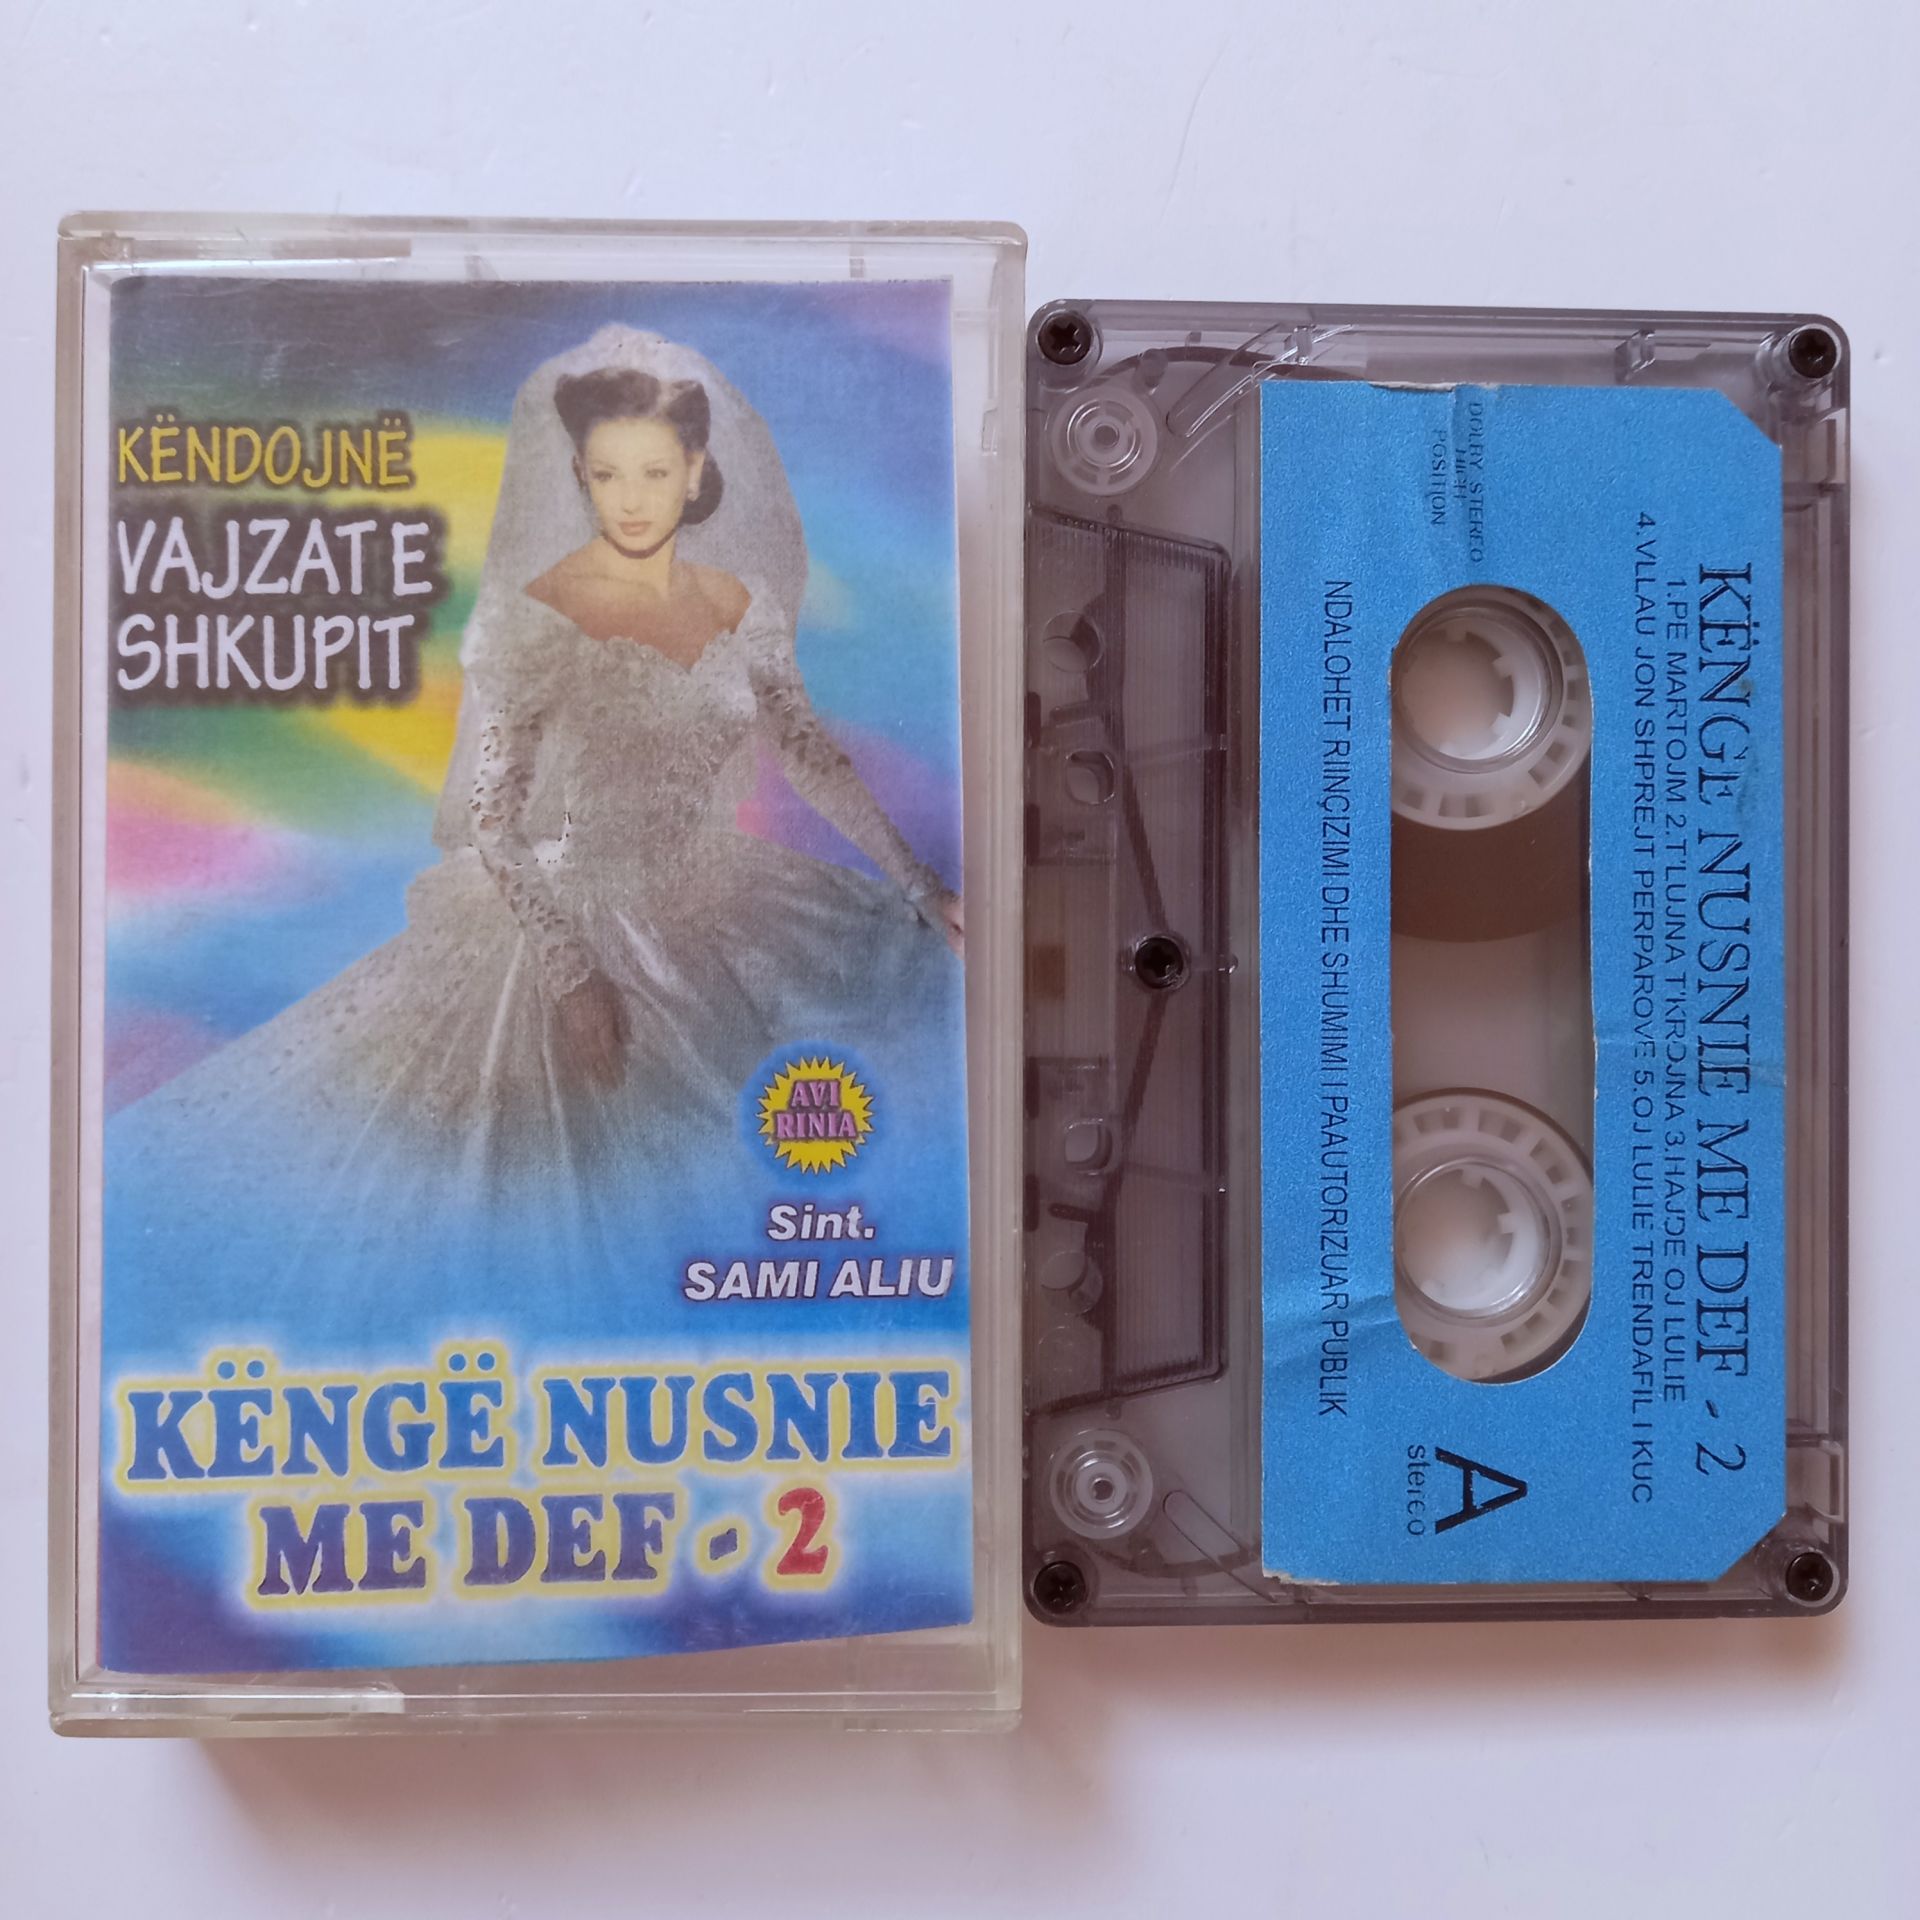 KËNDOJNË
VAJZAT E
SHKUPIT
AVI
RINIA
Sint.
SAMI ALIU
KËNGË NUSNIE
ME DEF - 2
KËNGE NUSNIE ME DEF - 2
1.PE MARTOJM 2.T'LUJNA T'KROJNA 3.HAJDE OJ LULIE
4.VLLAU JON SHPREJT PERPAROVE 5.OJ LULIE TRENDAFIL I KUC
DOLBY STEREO
HIGH
POSITION
A
stereo
NDALOHET RIINÇIZIMI DHE SHUMIMI I PAAUTORIZUAR PUBLIK